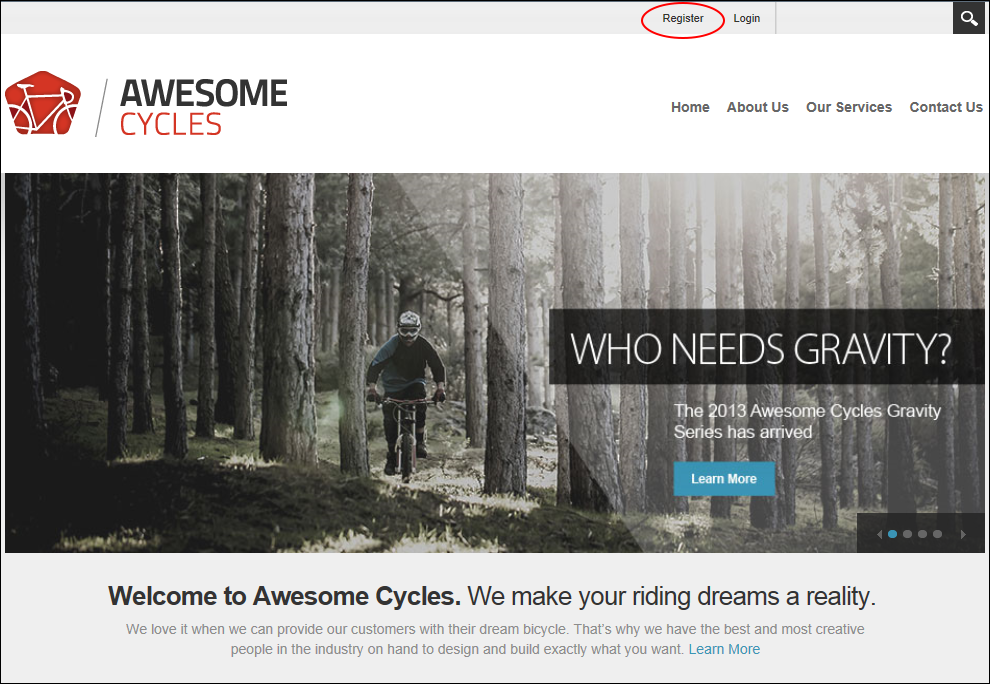 Register Login
AWESOME
CYCLES
Home About Us Our Services Contact Us
WHO NEEDS GRAVITY?
The 2013 Awesome Cycles Gravity
Series has arrived
Learn More
Welcome to Awesome Cycles. We make your riding dreams a reality.
We love it when we can provide our customers with their dream bicycle. That's why we have the best and most creative
people in the industry on hand to design and build exactly what you want. Learn More